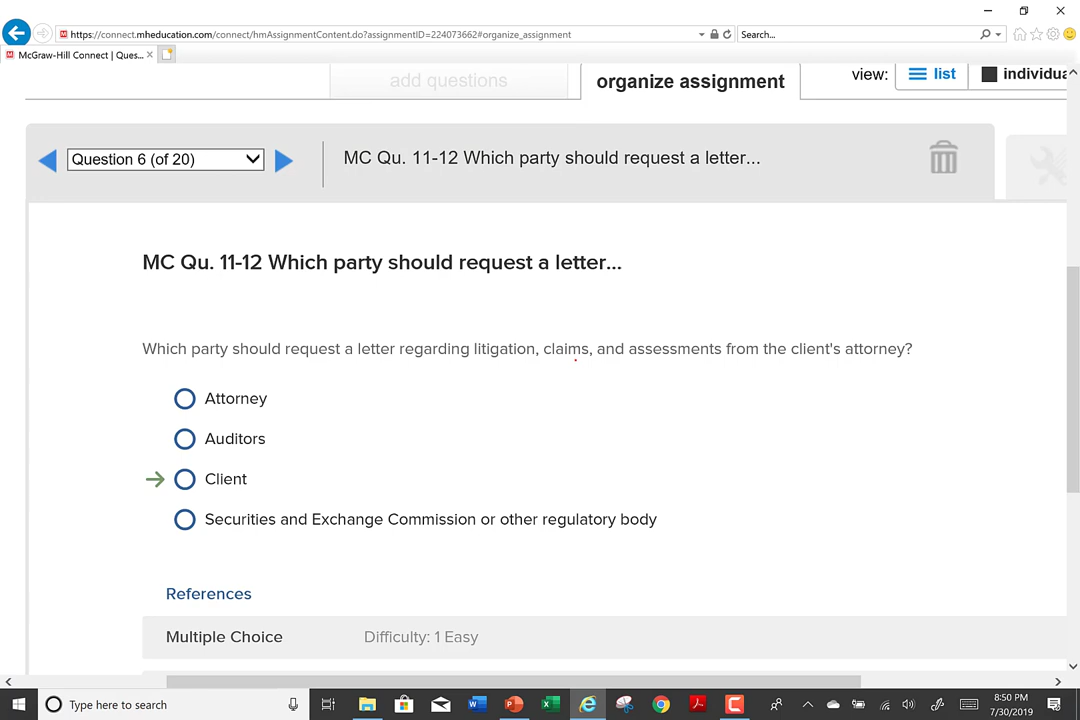 https://connect.mheducation.com/connect/hmAssignmentContent.do?assignmentID=224073662#organize_assignment
Search...
McGraw-Hill Connect | Ques...
add questions
organize assignment
view:
list
individua
Question 6 (of 20)
MC Qu. 11-12 Which party should request a letter...
MC Qu. 11-12 Which party should request a letter...
Which party should request a letter regarding litigation, claims, and assessments from the client's attorney?
Attorney
Auditors
Client
Securities and Exchange Commission or other regulatory body
References
Multiple Choice
Difficulty: 1 Easy
Type here to search
8:50 PM
7/30/2019